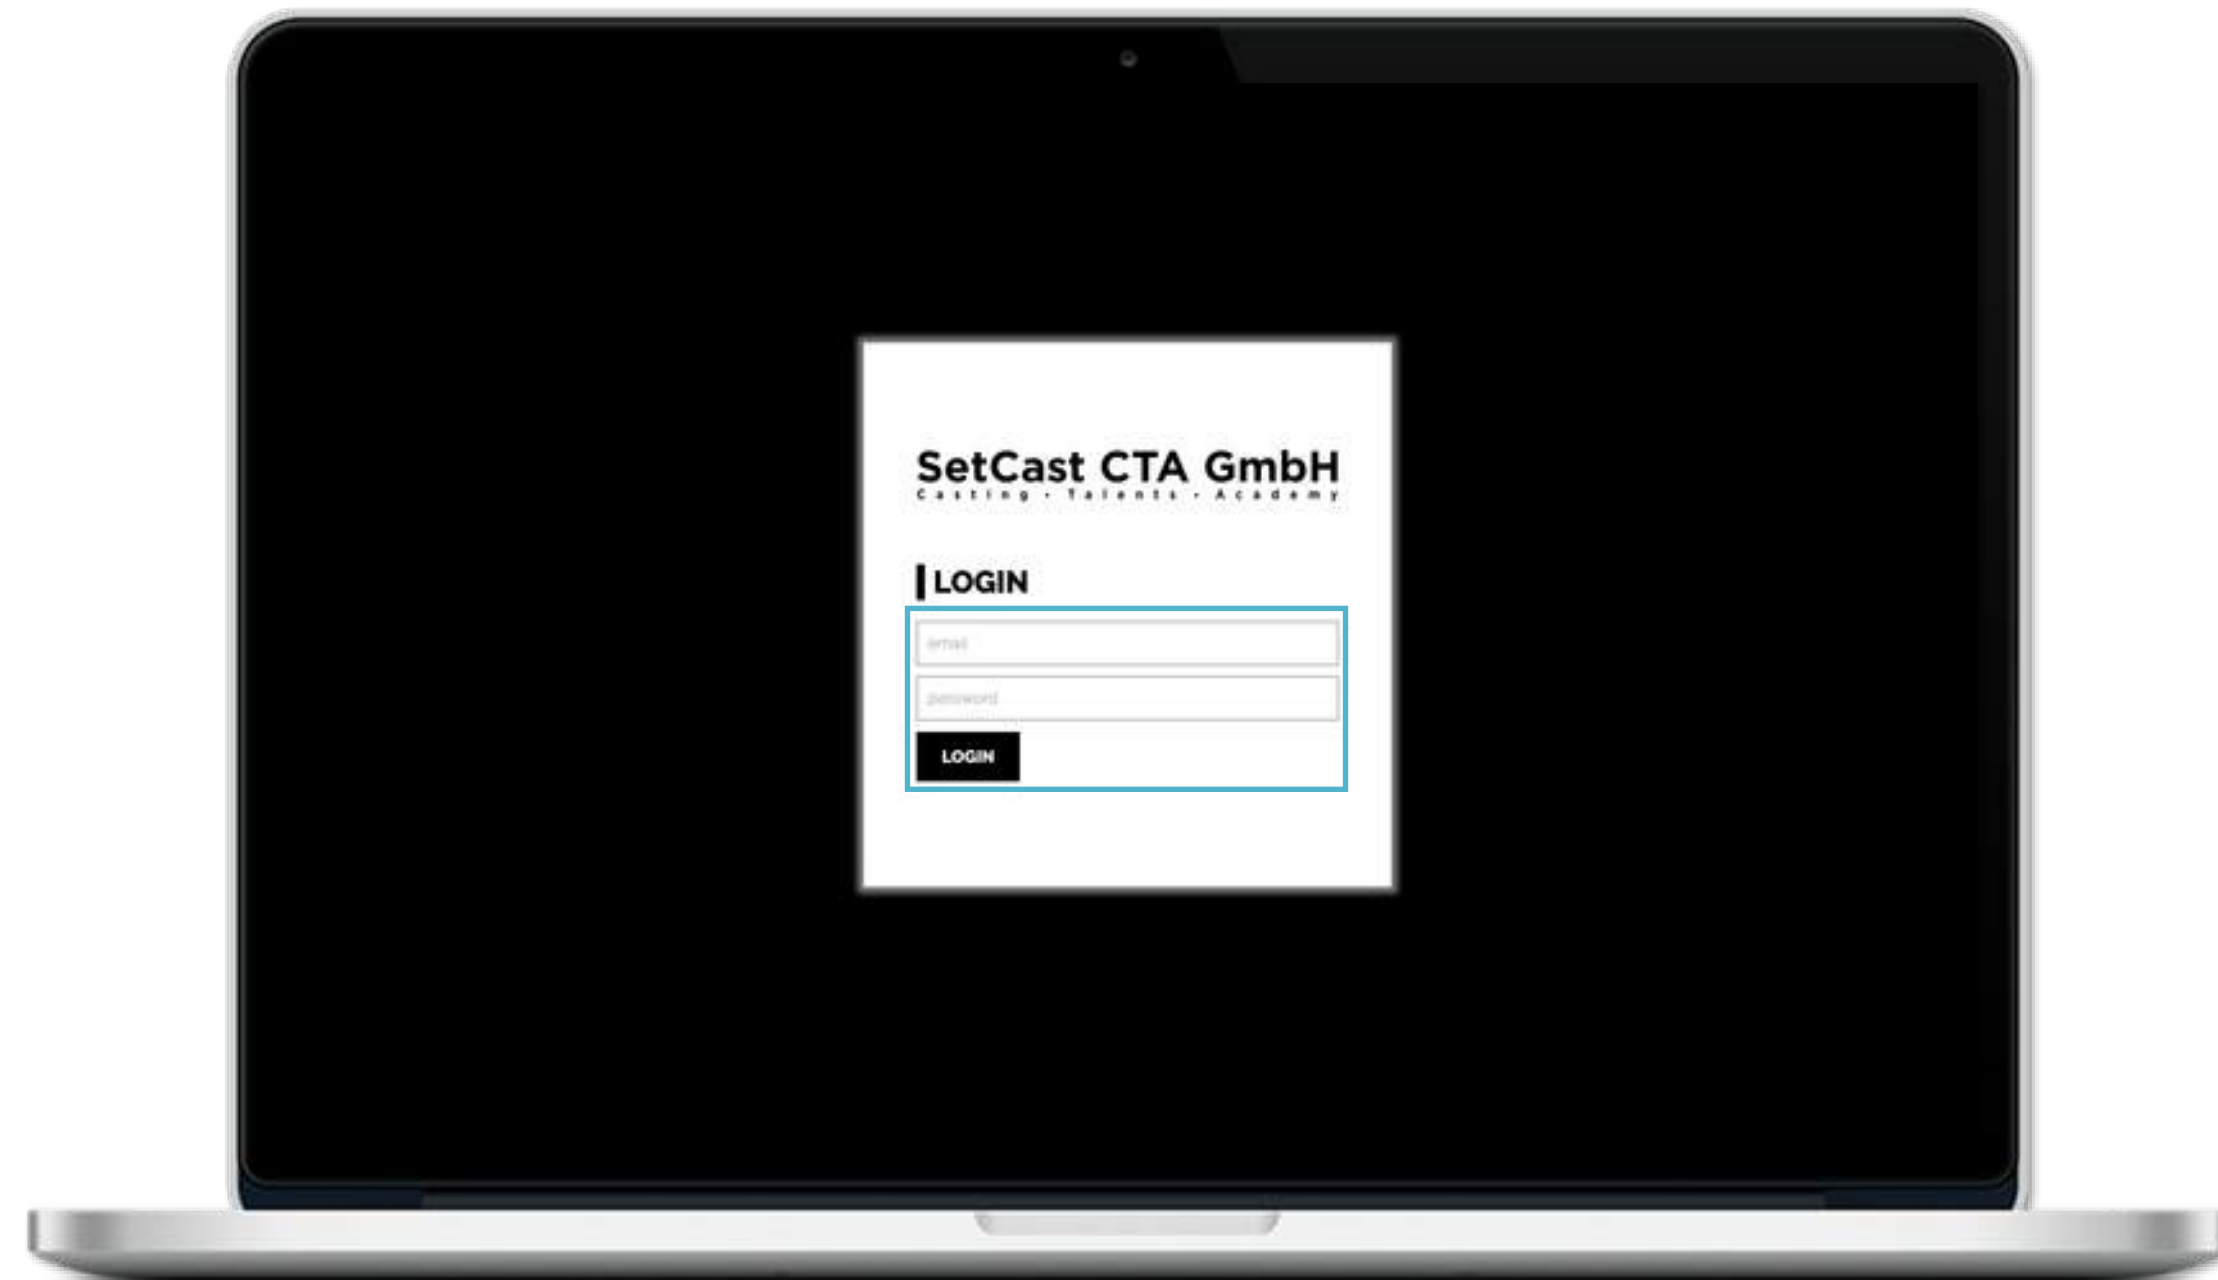 SetCast CTA GmbH
Casting • Talents • Academy
LOGIN
email
password
LOGIN